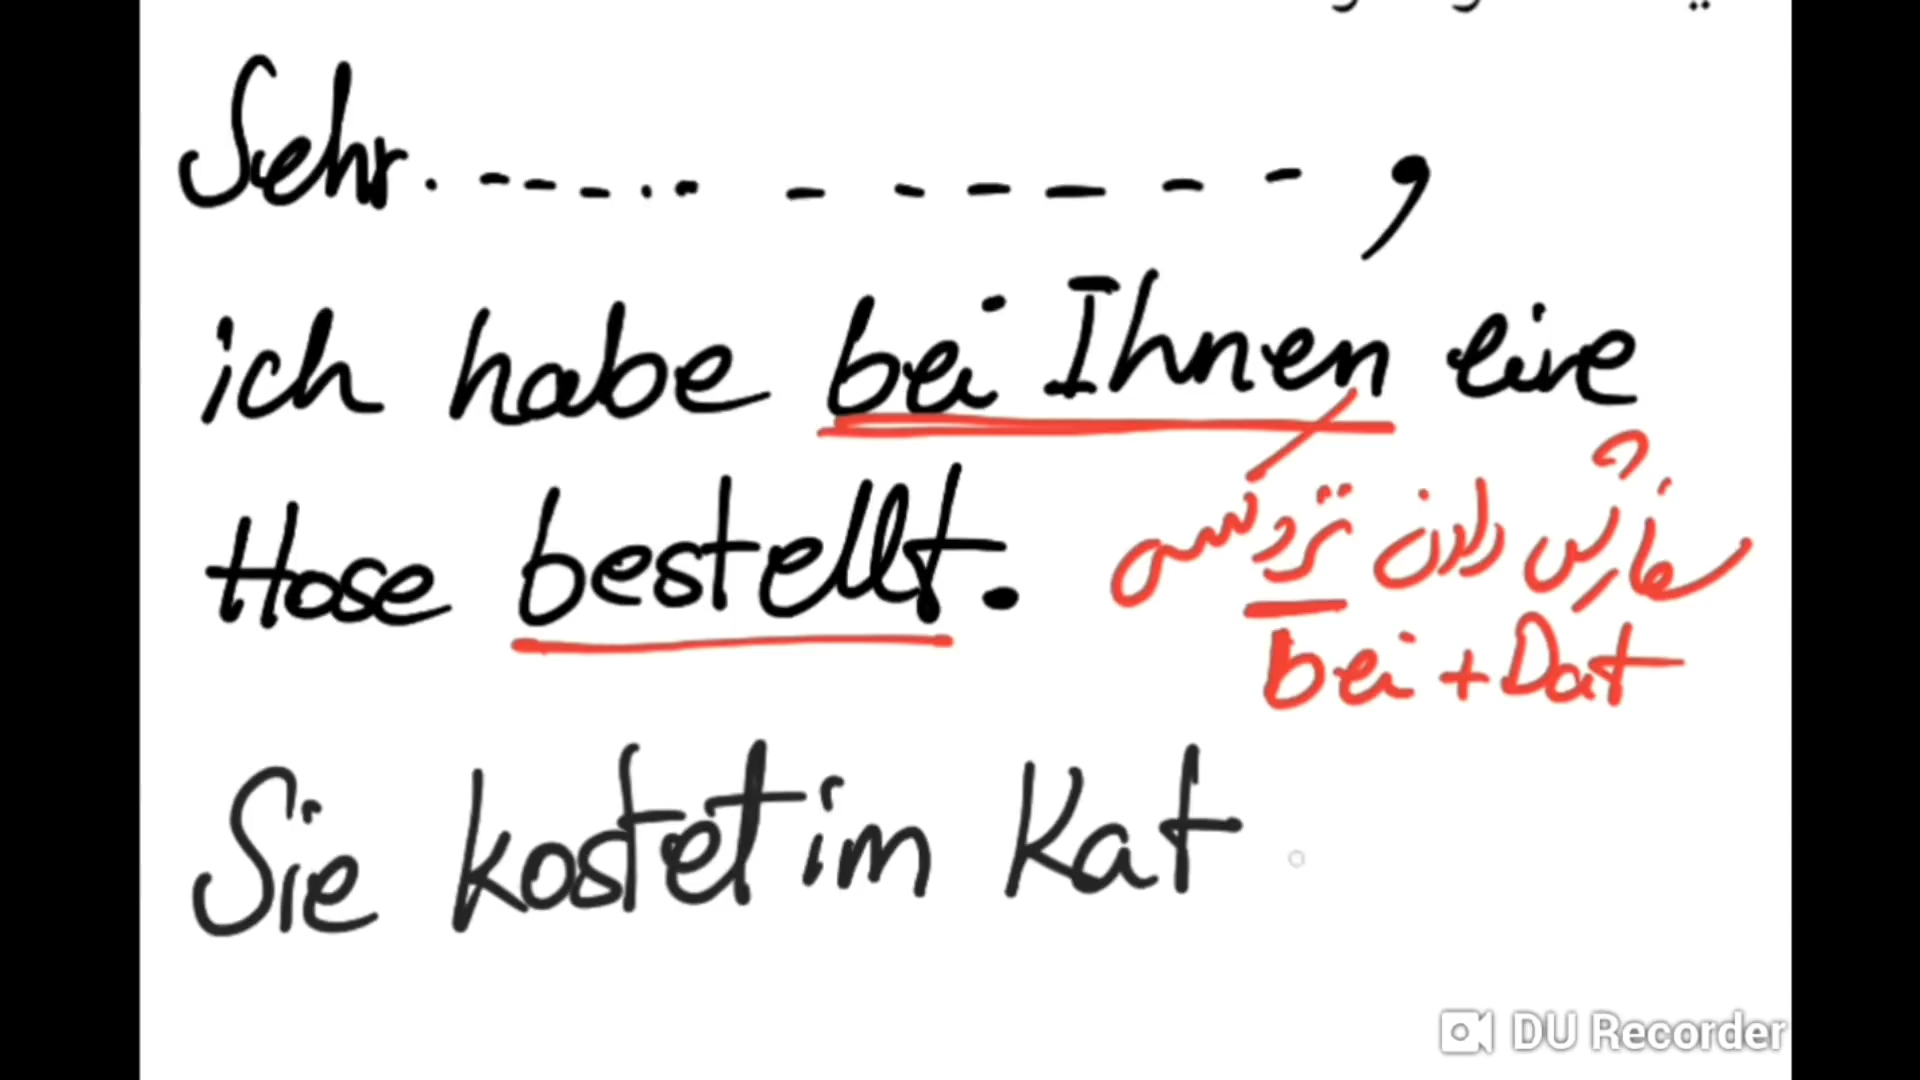 Sehr . - - - . . - - - - - - ,
ich habe bei Ihnen eine
Hose bestellt.
سفارش دادن نزد کسی
bei + Dat
Sie kostet im Kat
DU Recorder